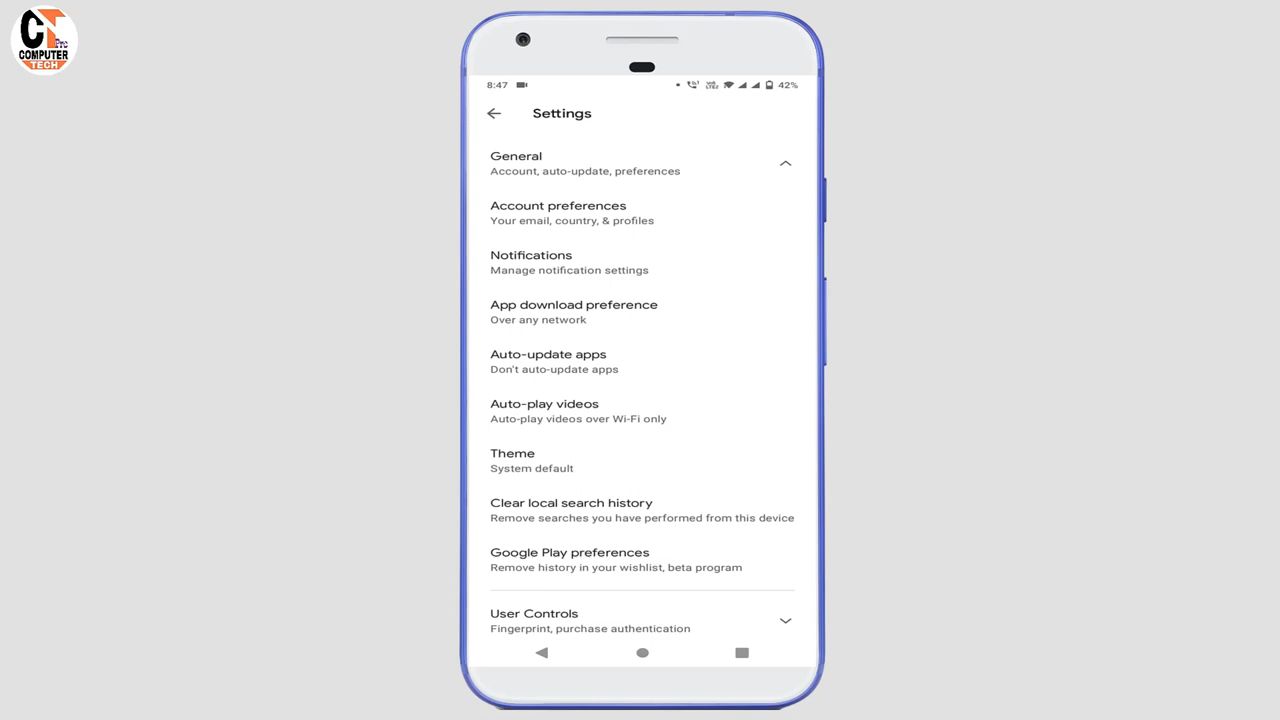 CT
Pro
COMPUTER
TECH
8:47
42%
Settings
General
Account, auto-update, preferences
Account preferences
Your email, country, & profiles
Notifications
Manage notification settings
App download preference
Over any network
Auto-update apps
Don't auto-update apps
Auto-play videos
Auto-play videos over Wi-Fi only
Theme
System default
Clear local search history
Remove searches you have performed from this device
Google Play preferences
Remove history in your wishlist, beta program
User Controls
Fingerprint, purchase authentication